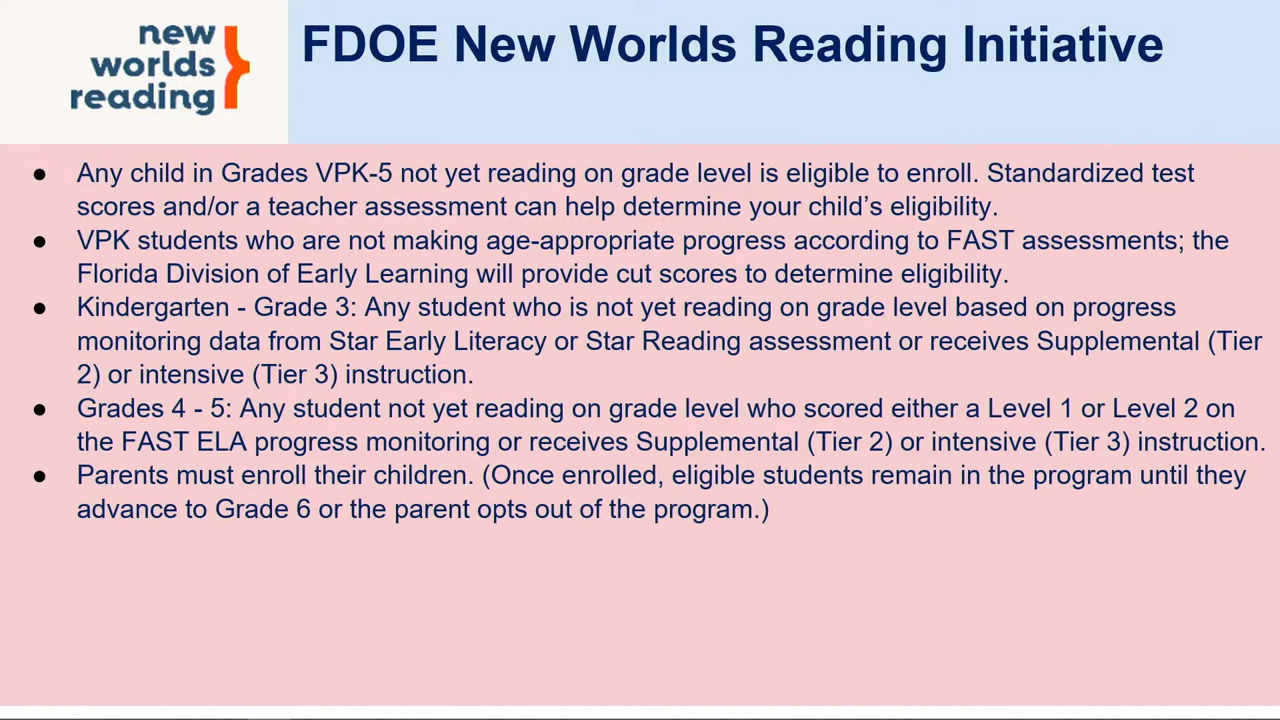 new
worlds
reading
FDOE New Worlds Reading Initiative
● Any child in Grades VPK-5 not yet reading on grade level is eligible to enroll. Standardized test
scores and/or a teacher assessment can help determine your child’s eligibility.
● VPK students who are not making age-appropriate progress according to FAST assessments; the
Florida Division of Early Learning will provide cut scores to determine eligibility.
● Kindergarten - Grade 3: Any student who is not yet reading on grade level based on progress
monitoring data from Star Early Literacy or Star Reading assessment or receives Supplemental (Tier
2) or intensive (Tier 3) instruction.
● Grades 4 - 5: Any student not yet reading on grade level who scored either a Level 1 or Level 2 on
the FAST ELA progress monitoring or receives Supplemental (Tier 2) or intensive (Tier 3) instruction.
● Parents must enroll their children. (Once enrolled, eligible students remain in the program until they
advance to Grade 6 or the parent opts out of the program.)